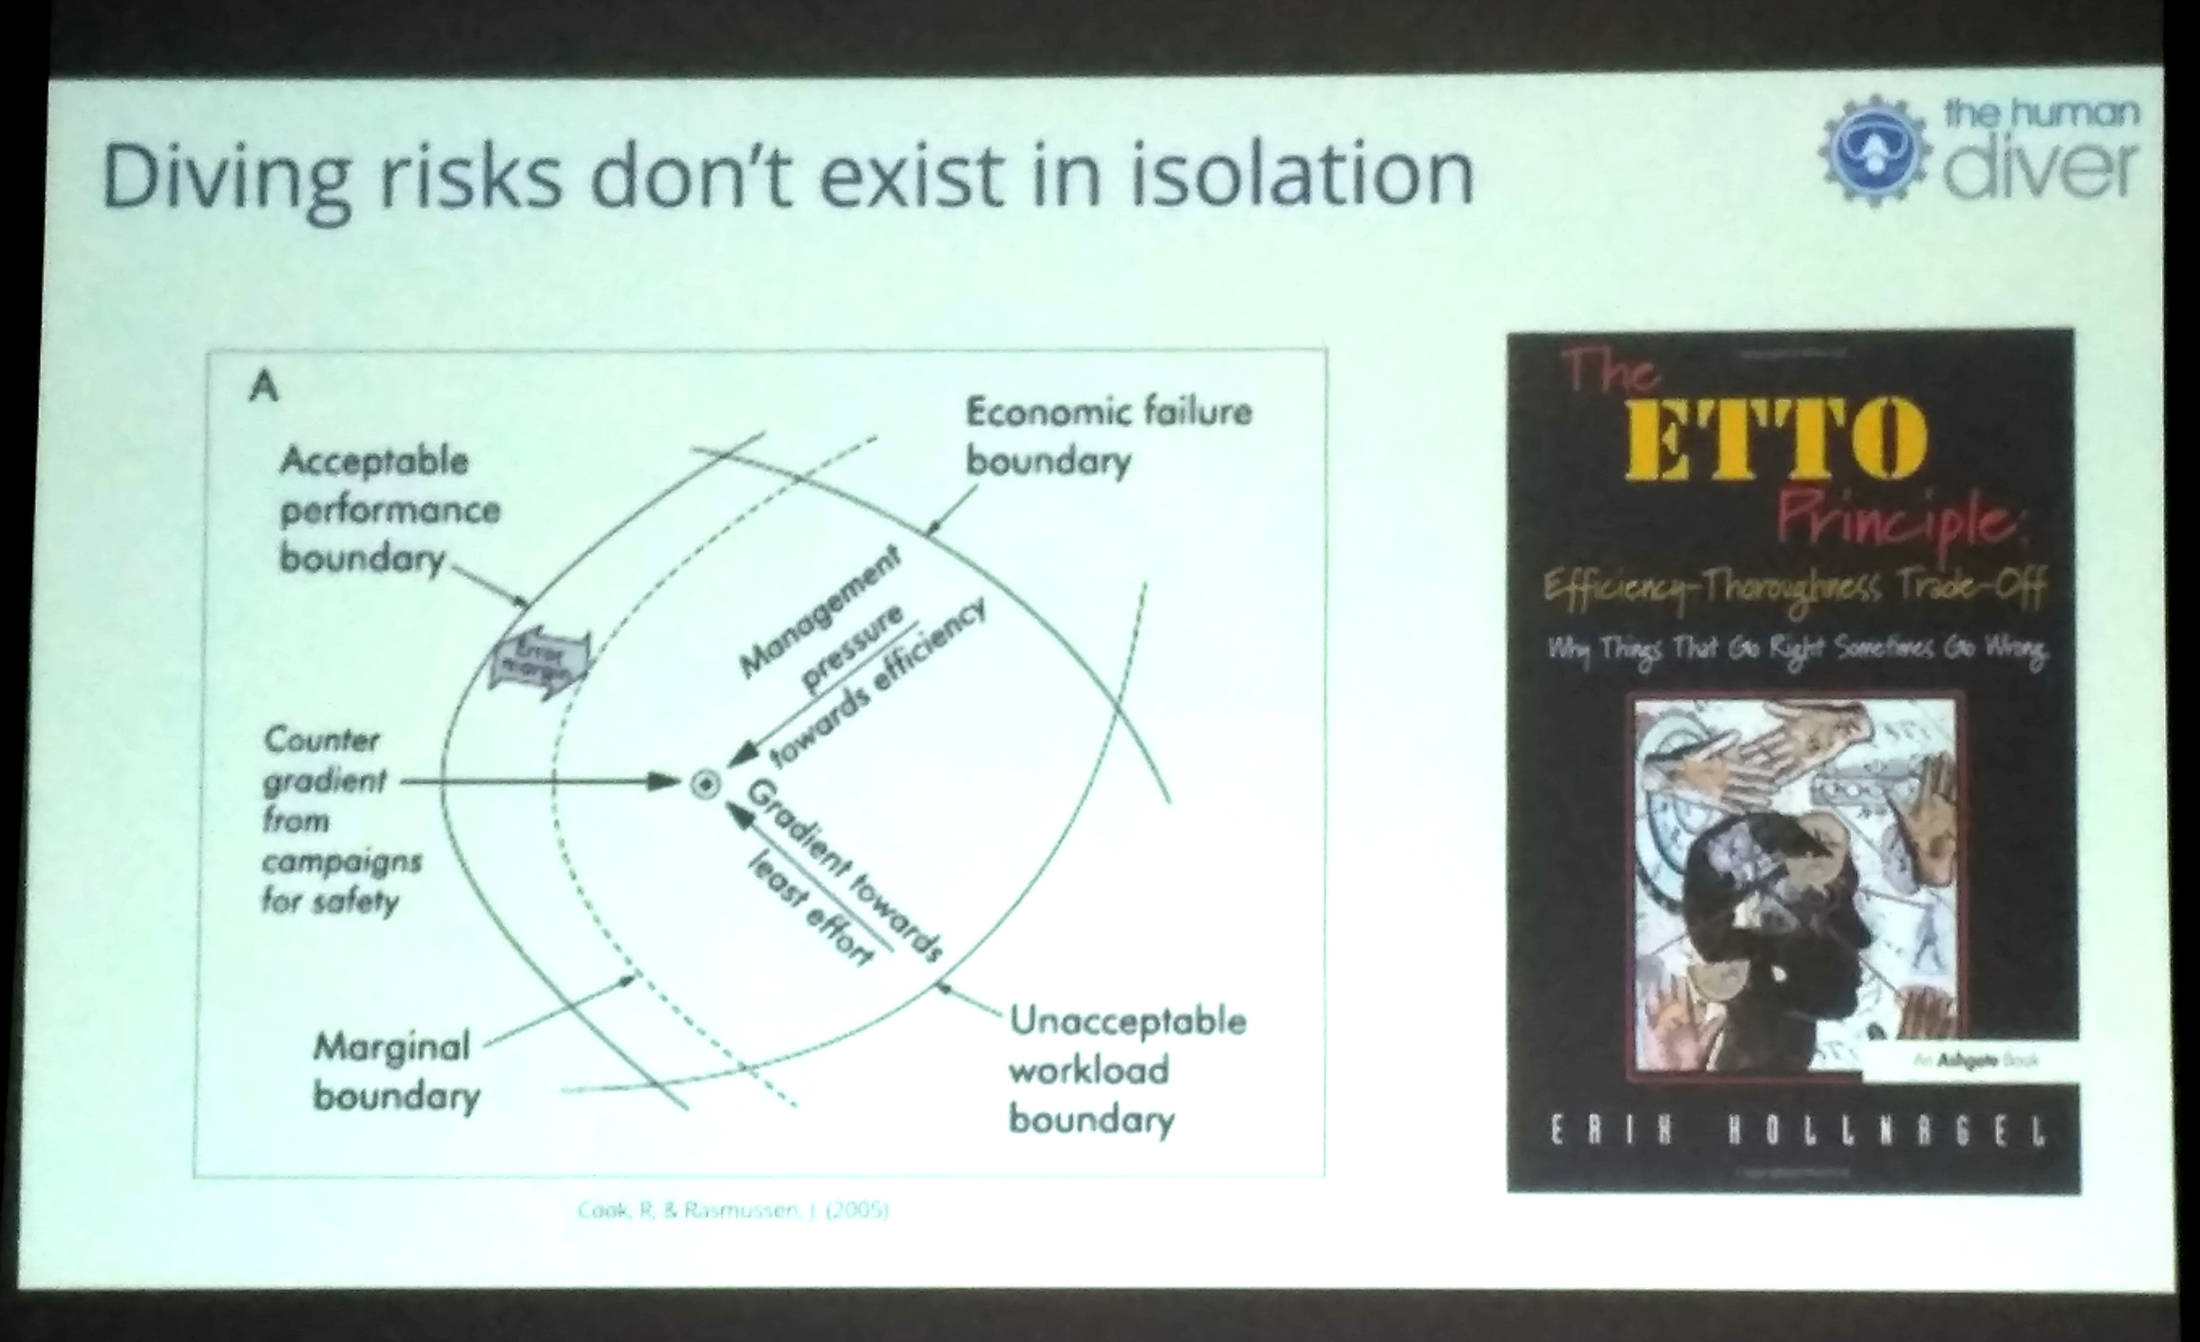 Diving risks don't exist in isolation
the human
diver
A
Acceptable
performance
boundary
Economic failure
boundary
Error
margin
Management
pressure
towards efficiency
Counter
gradient
from
campaigns
for safety
Gradient towards
least effort
Marginal
boundary
Unacceptable
workload
boundary
Cook, R, & Rasmussen, J. (2005)
The
ETTO
Principle:
Efficiency-Thoroughness Trade-Off
Why Things That Go Right Sometimes Go Wrong
An Ashgate Book
ERIK HOLLNAGEL